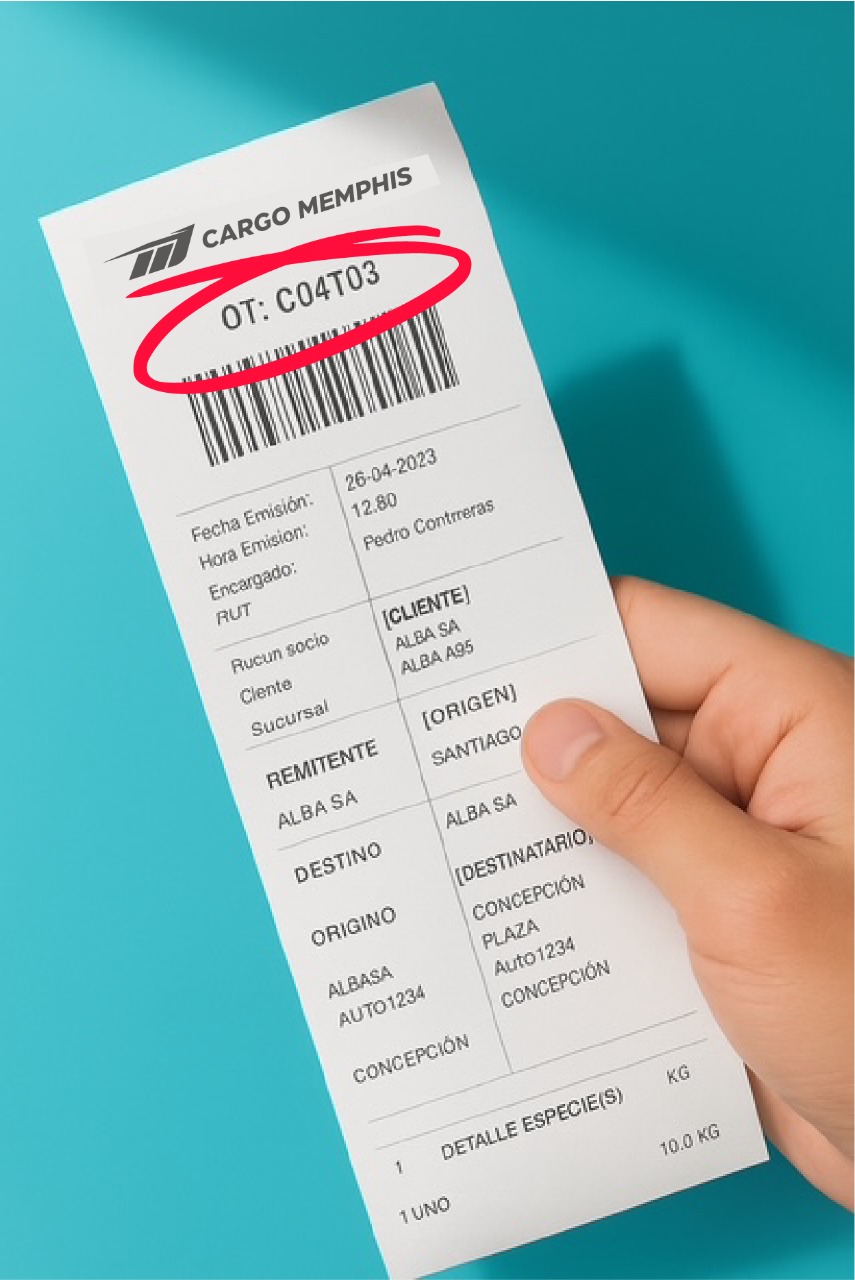 CARGO MEMPHIS
OT: C04T03
Fecha Emisión: 26-04-2023
Hora Emision: 12.80
Encargado: Pedro Contrreras
RUT
[CLIENTE]
Rucun socio ALBA SA
Clente ALBA A95
Sucursal
[ORIGEN]
REMITENTE SANTIAGO
ALBA SA
ALBA SA
DESTINO
[DESTINATARIO]
CONCEPCIÓN
ORIGINO PLAZA
Auto1234
ALBASA CONCEPCIÓN
AUTO1234
CONCEPCIÓN
DETALLE ESPECIE(S) KG
1
1 UNO 10.0 KG